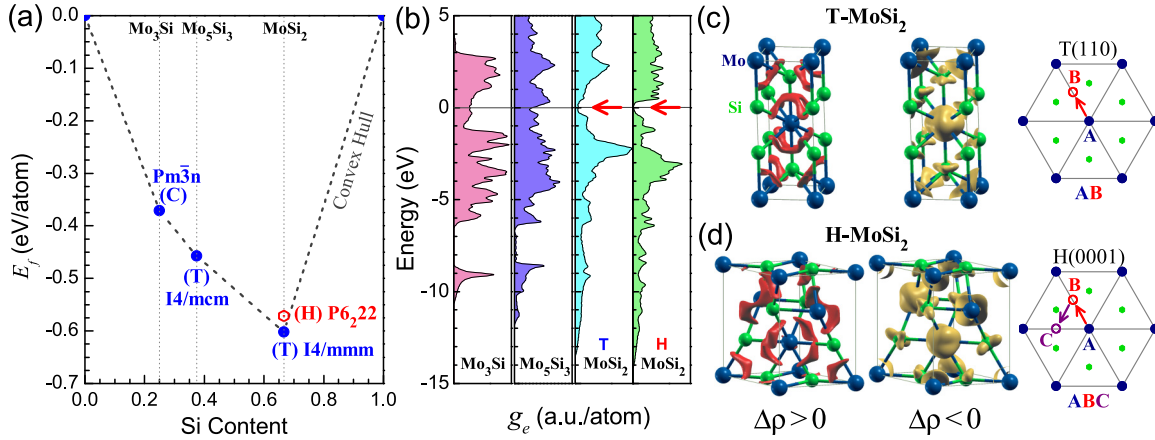 (a)
0.0
-0.1
-0.2
-0.3
-0.4
-0.5
-0.6
-0.7
E_f (eV/atom)
Mo₃Si
Mo₅Si₃
MoSi₂
Pm3̄n
(C)
(T)
I4/mcm
(H) P6₂22
(T) I4/mmm
Convex Hull
0.0 0.2 0.4 0.6 0.8 1.0
Si Content
(b)
5
0
-5
-10
-15
Energy (eV)
T H
Mo₃Si Mo₅Si₃ MoSi₂ MoSi₂
g_e (a.u./atom)
(c)
T-MoSi₂
Mo
Si
T(110)
B
A
AB
(d)
H-MoSi₂
H(0001)
B
C A
ABC
Δρ > 0 Δρ < 0